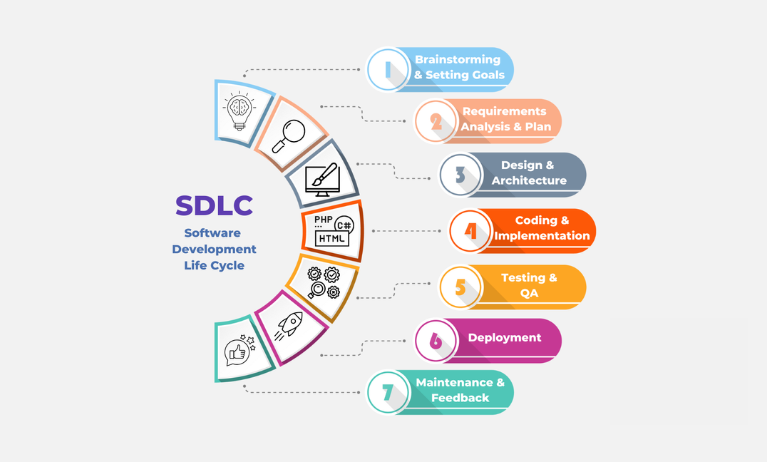 SDLC
Software
Development
Life Cycle
PHP
...
C#
HTML
1
Brainstorming
& Setting Goals
2
Requirements
Analysis & Plan
3
Design &
Architecture
4
Coding &
Implementation
5
Testing &
QA
6
Deployment
7
Maintenance &
Feedback